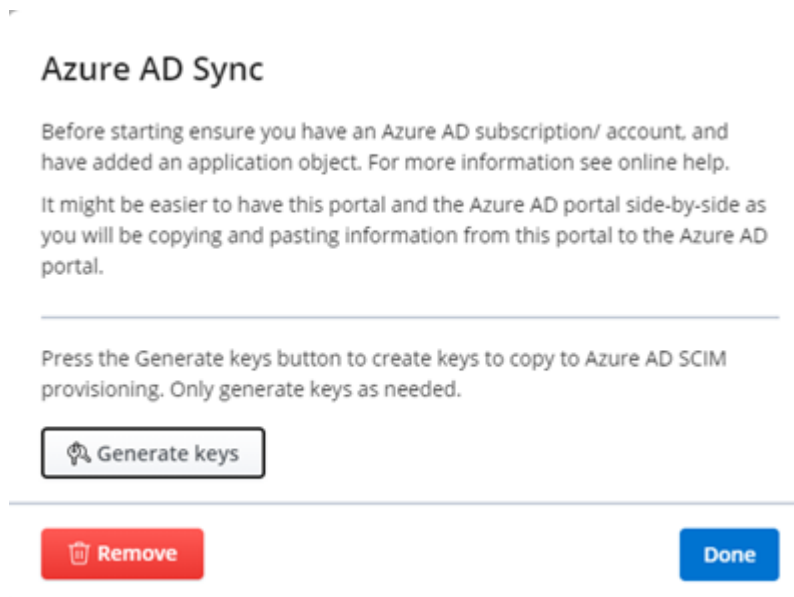 Azure AD Sync
Before starting ensure you have an Azure AD subscription/ account, and
have added an application object. For more information see online help.
It might be easier to have this portal and the Azure AD portal side-by-side as
you will be copying and pasting information from this portal to the Azure AD
portal.
Press the Generate keys button to create keys to copy to Azure AD SCIM
provisioning. Only generate keys as needed.
Generate keys
Remove
Done